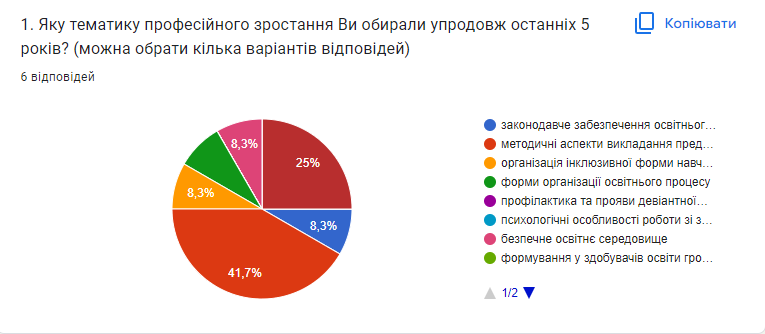 1. Яку тематику професійного зростання Ви обирали упродовж останніх 5
років? (можна обрати кілька варіантів відповідей)
Копіювати
6 відповідей
25%
8,3%
41,7%
8,3%
8,3%
законодавче забезпечення освітньог…
методичні аспекти викладання пред…
організація інклюзивної форми навч…
форми організації освітнього процесу
профілактика та прояви девіантної…
психологічні особливості роботи зі з…
безпечне освітнє середовище
формування у здобувачів освіти гро…
1/2